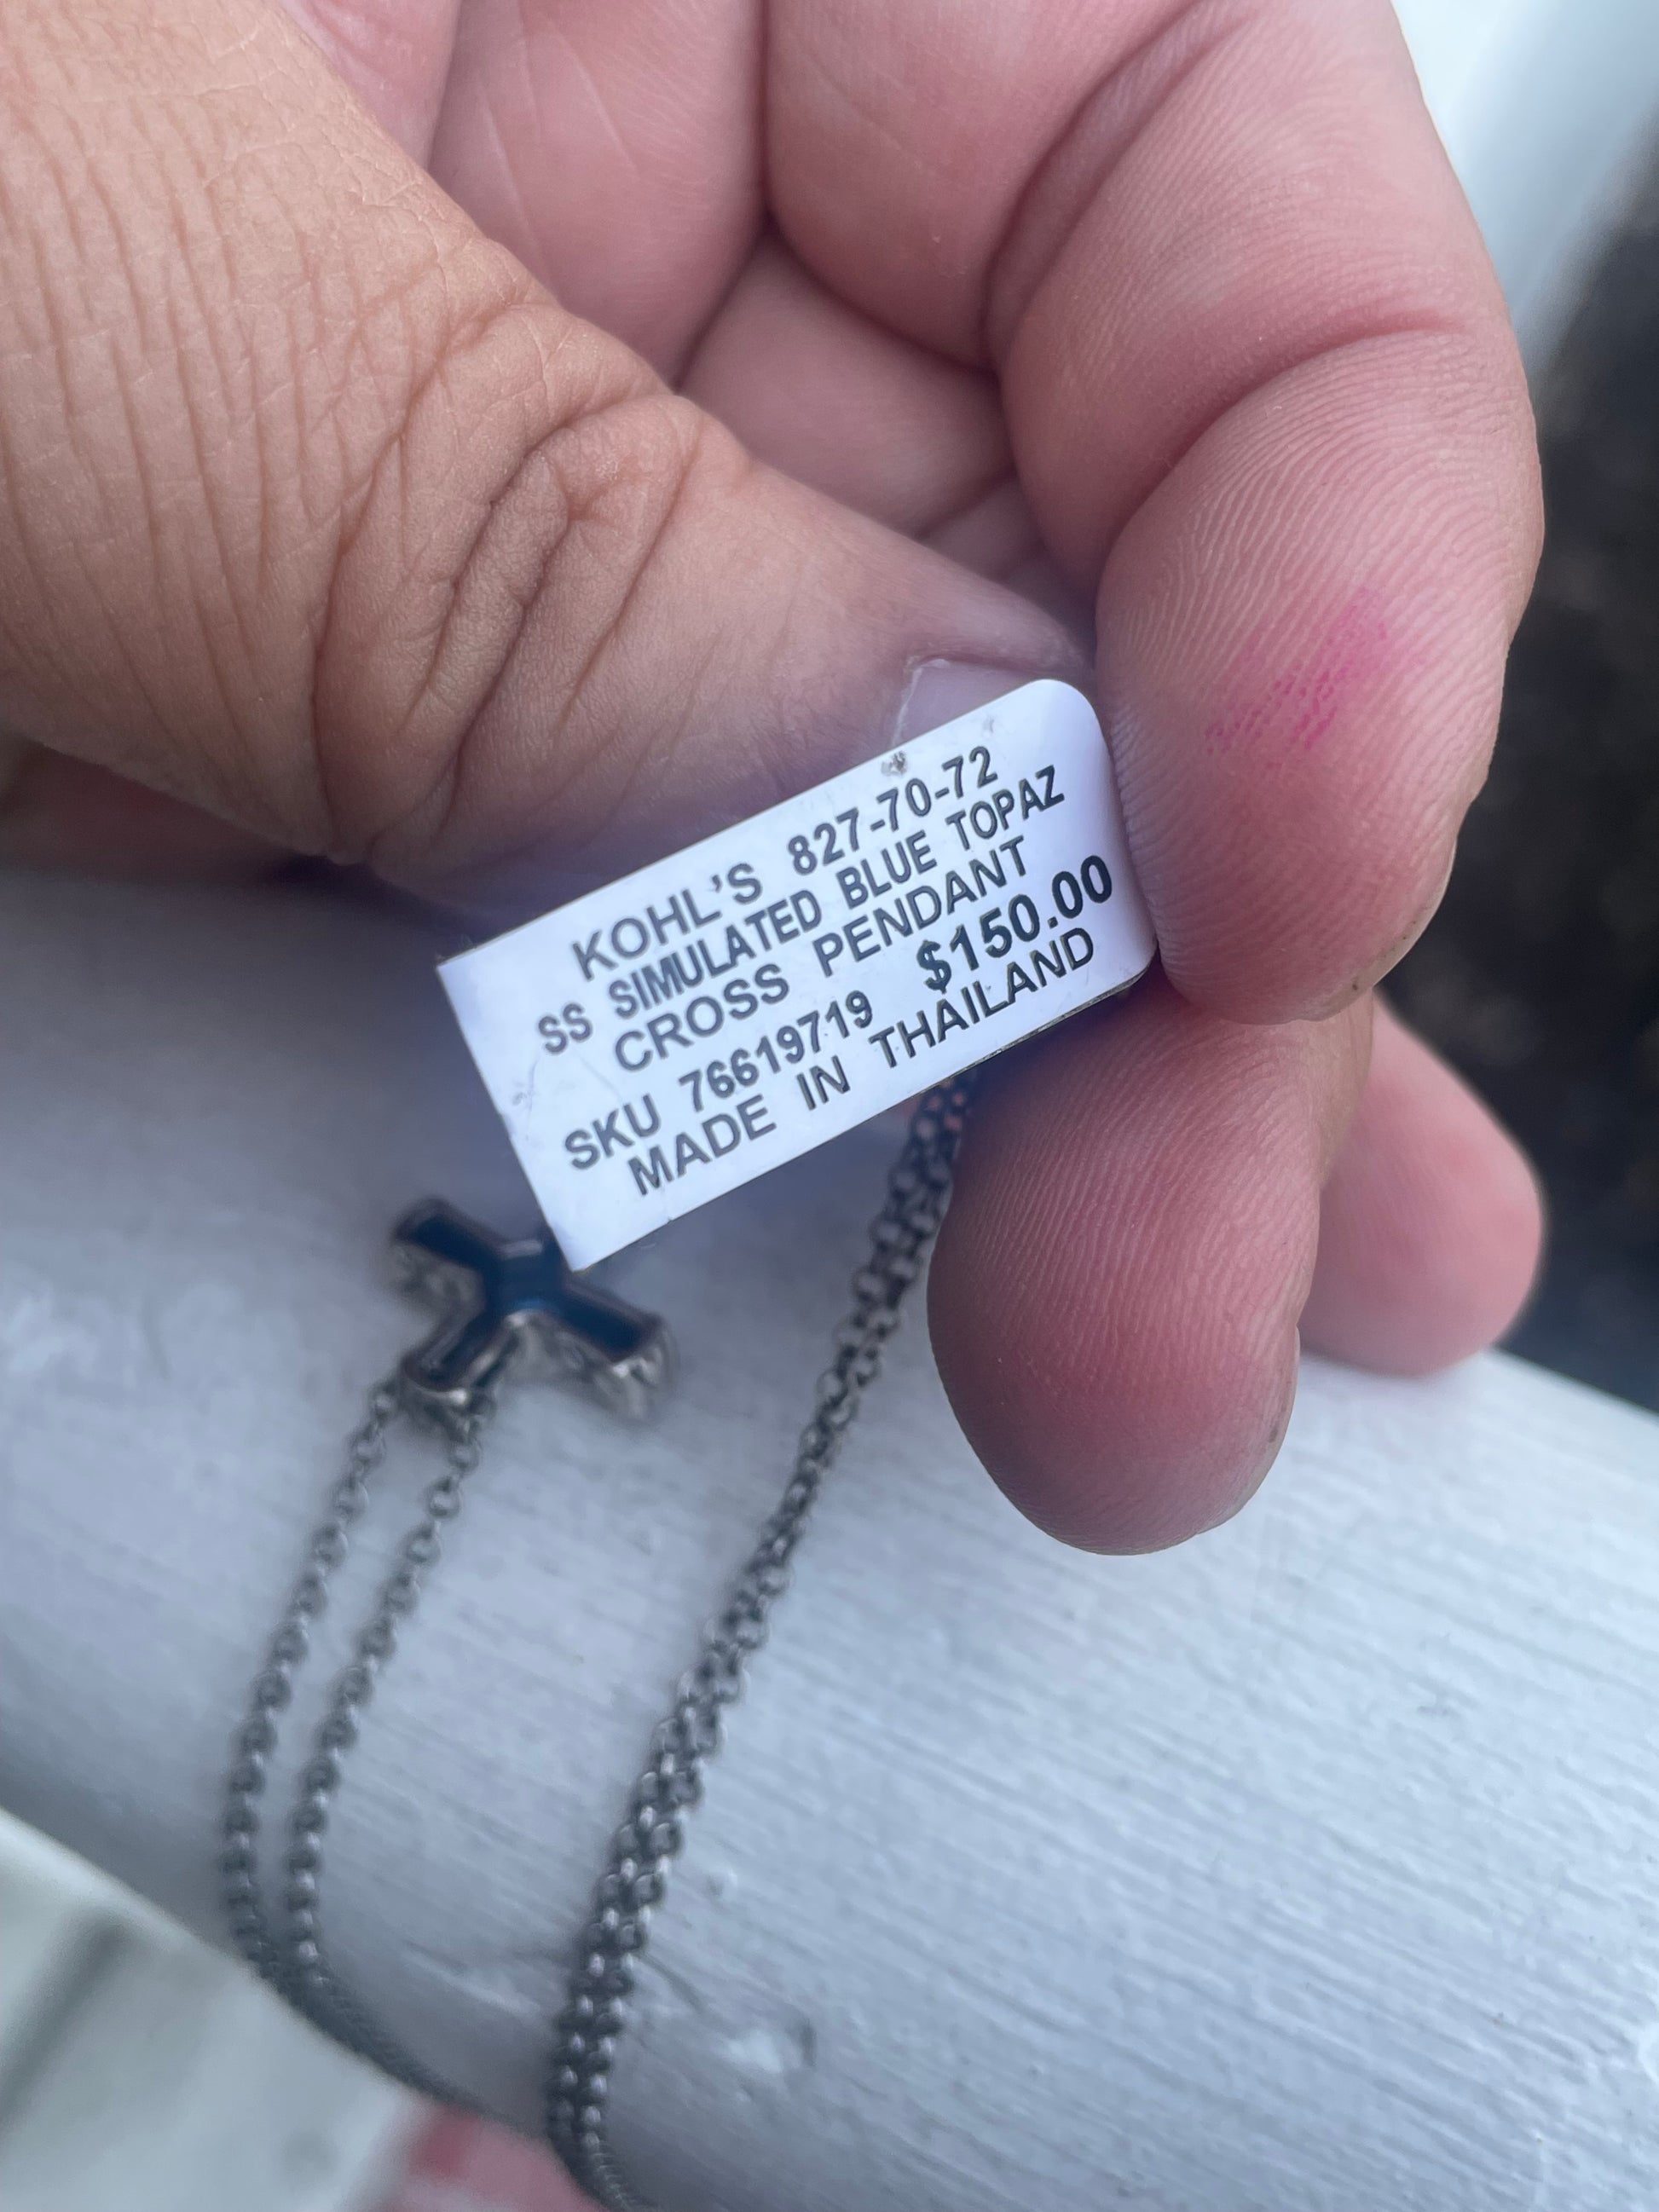 KOHL'S 827-70-72
SS SIMULATED BLUE TOPAZ
CROSS PENDANT
SKU 76619719 $150.00
MADE IN THAILAND